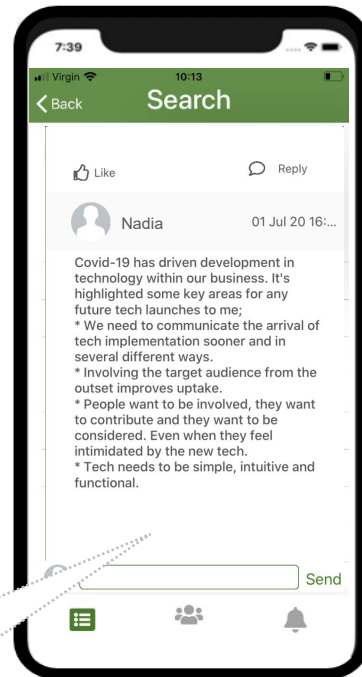 7:39
Virgin 10:13
Back Search
Like Reply
Nadia 01 Jul 20 16:...
Covid-19 has driven development in
technology within our business. It's
highlighted some key areas for any
future tech launches to me;
* We need to communicate the arrival of
tech implementation sooner and in
several different ways.
* Involving the target audience from the
outset improves uptake.
* People want to be involved, they want
to contribute and they want to be
considered. Even when they feel
intimidated by the new tech.
* Tech needs to be simple, intuitive and
functional.
Send